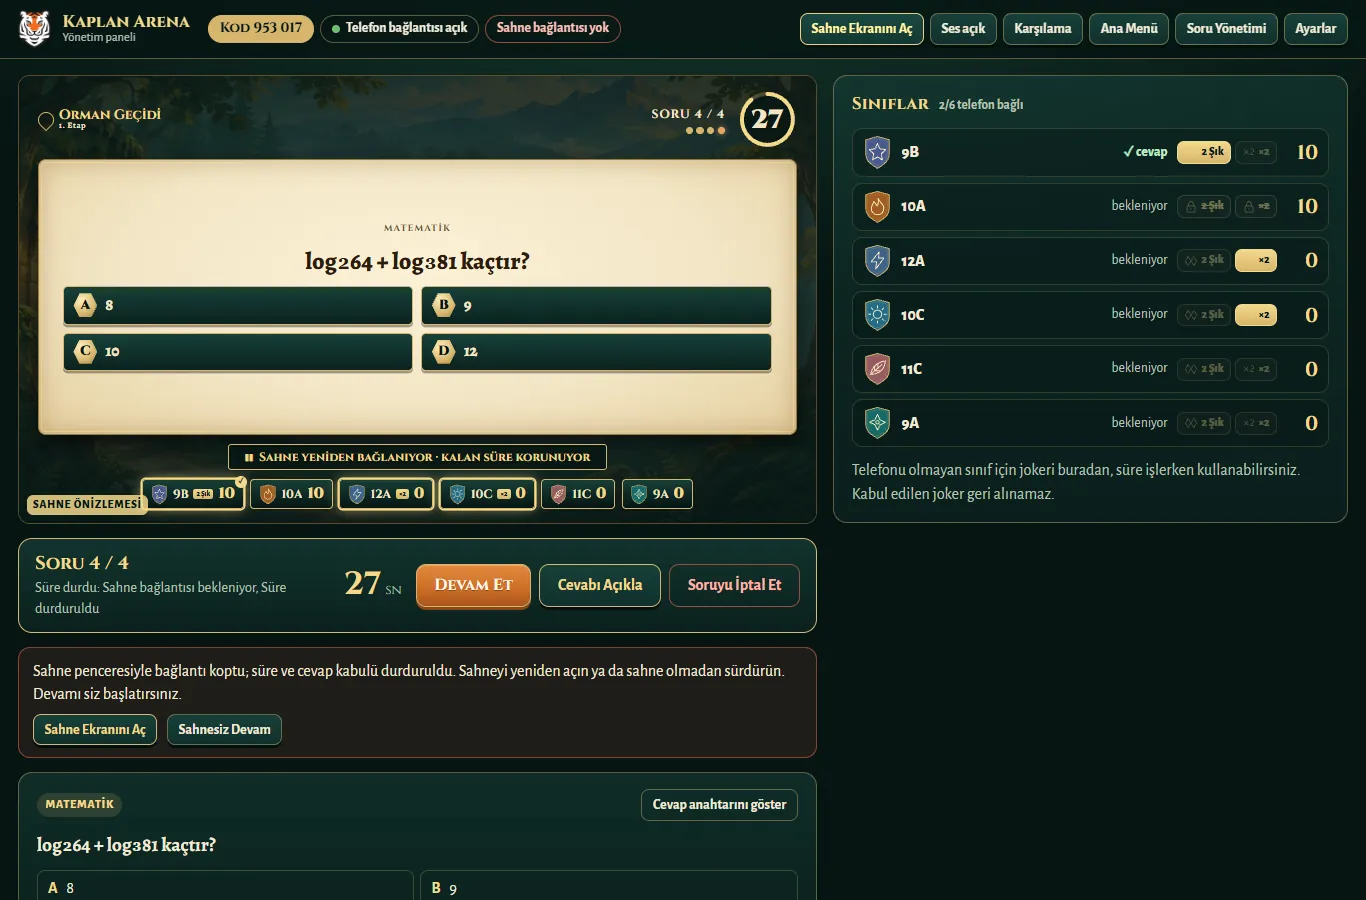 Kaplan Arena
Yönetim paneli
Kod 953 017
Telefon bağlantısı açık
Sahne bağlantısı yok
Sahne Ekranını Aç
Ses açık
Karşılama
Ana Menü
Soru Yönetimi
Ayarlar
Orman Geçidi
1. Etap
SORU 4 / 4
27
MATEMATİK
log264 + log381 kaçtır?
A 8
B 9
C 10
D 12
Sahne yeniden bağlanıyor · kalan süre korunuyor
SAHNE ÖNİZLEMESİ
9B 2 Şık 10
10A 10
12A ×2 0
10C ×2 0
11C 0
9A 0
Sınıflar 2/6 telefon bağlı
9B ✓ cevap 2 Şık ×2 ×2 10
10A bekleniyor 2 Şık ×2 10
12A bekleniyor 2 Şık ×2 0
10C bekleniyor 2 Şık ×2 0
11C bekleniyor 2 Şık ×2 ×2 0
9A bekleniyor 2 Şık ×2 ×2 0
Telefonu olmayan sınıf için jokeri buradan, süre işlerken kullanabilirsiniz.
Kabul edilen joker geri alınamaz.
Soru 4 / 4
Süre durdu: Sahne bağlantısı bekleniyor, Süre
durduruldu
27 SN
Devam Et
Cevabı Açıkla
Soruyu İptal Et
Sahne penceresiyle bağlantı koptu; süre ve cevap kabulü durduruldu. Sahneyi yeniden açın ya da sahne olmadan sürdürün.
Devamı siz başlatırsınız.
Sahne Ekranını Aç
Sahnesiz Devam
MATEMATİK
Cevap anahtarını göster
log264 + log381 kaçtır?
A 8
B 9